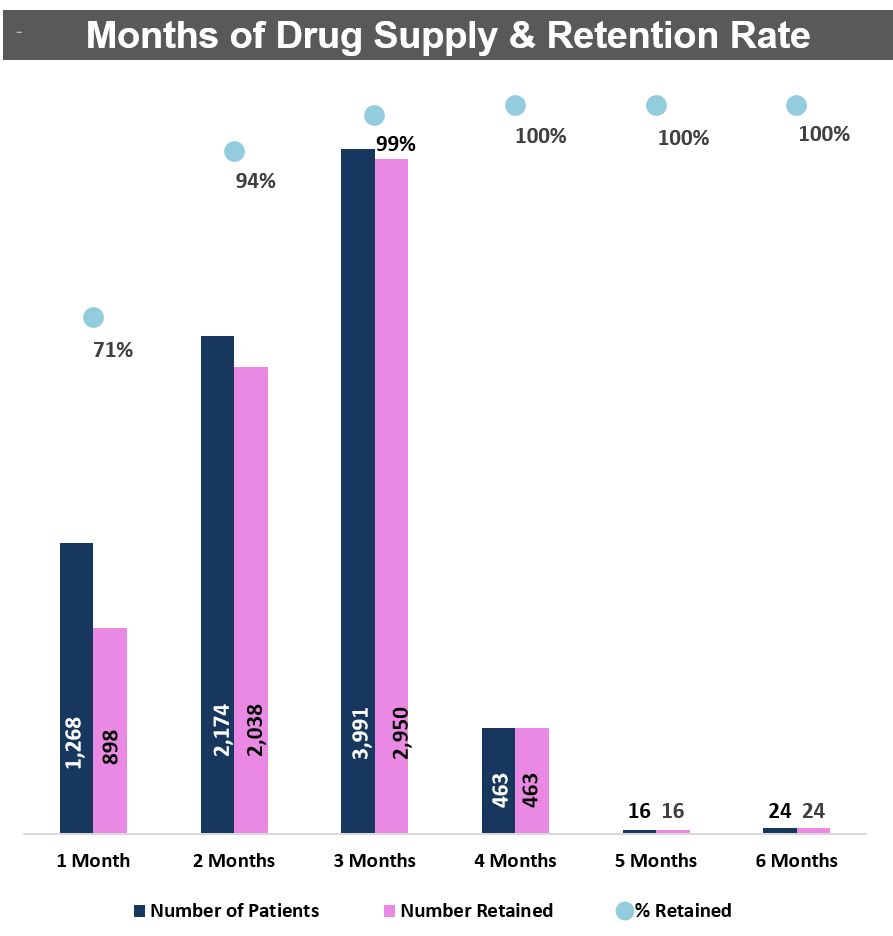 Months of Drug Supply & Retention Rate
99%
100%
100%
100%
94%
71%
1,268
898
2,174
2,038
3,991
2,950
463
463
16
16
24
24
1 Month
2 Months
3 Months
4 Months
5 Months
6 Months
Number of Patients
Number Retained
% Retained